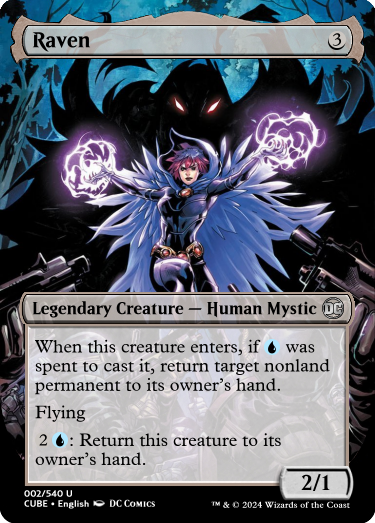 Raven 3
Legendary Creature — Human Mystic DC
When this creature enters, if 💧 was
spent to cast it, return target nonland
permanent to its owner's hand.
Flying
2 💧: Return this creature to its
owner's hand.
2/1
002/540 U
CUBE • English DC COMICS
™ & © 2024 Wizards of the Coast